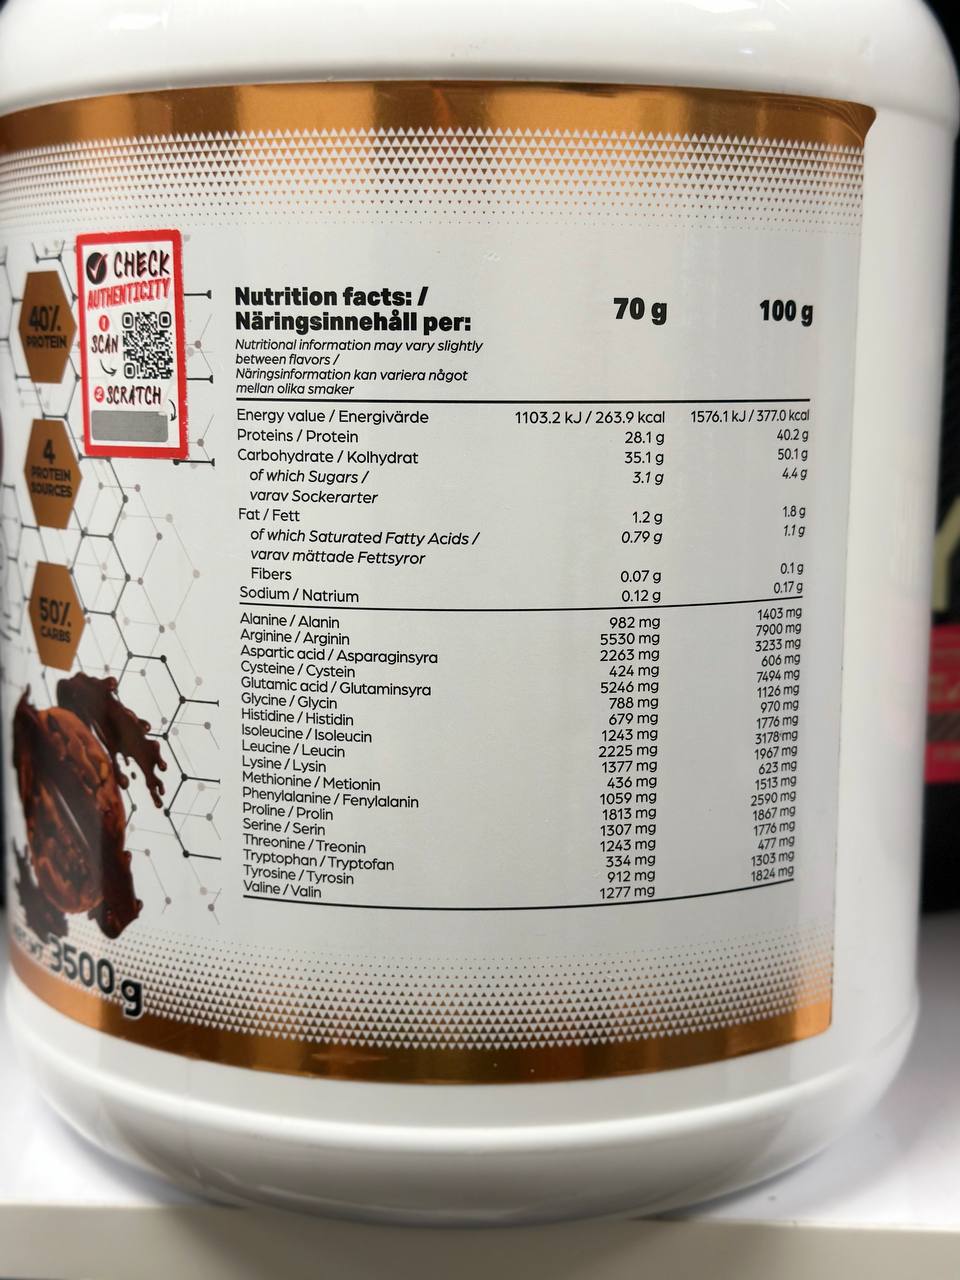 40%
PROTEIN
4
PROTEIN
SOURCES
50%
CARBS
CHECK
AUTHENTICITY
1
SCAN
2 SCRATCH
3500 g
Nutrition facts: / 70 g 100 g
Näringsinnehåll per:
Nutritional information may vary slightly
between flavors /
Näringsinformation kan variera något
mellan olika smaker
Energy value / Energivärde 1103.2 kJ / 263.9 kcal 1576.1 kJ / 377.0 kcal
Proteins / Protein 28.1 g 40.2 g
Carbohydrate / Kolhydrat 35.1 g 50.1 g
of which Sugars / 3.1 g 4.4 g
varav Sockerarter
Fat / Fett 1.2 g 1.8 g
of which Saturated Fatty Acids / 0.79 g 1.1 g
varav mättade Fettsyror
Fibers 0.07 g 0.1 g
Sodium / Natrium 0.12 g 0.17 g
Alanine / Alanin 982 mg 1403 mg
Arginine / Arginin 5530 mg 7900 mg
Aspartic acid / Asparaginsyra 2263 mg 3233 mg
Cysteine / Cystein 424 mg 606 mg
Glutamic acid / Glutaminsyra 5246 mg 7494 mg
Glycine / Glycin 788 mg 1126 mg
Histidine / Histidin 679 mg 970 mg
Isoleucine / Isoleucin 1243 mg 1776 mg
Leucine / Leucin 2225 mg 3178 mg
Lysine / Lysin 1377 mg 1967 mg
Methionine / Metionin 436 mg 623 mg
Phenylalanine / Fenylalanin 1059 mg 1513 mg
Proline / Prolin 1813 mg 2590 mg
Serine / Serin 1307 mg 1867 mg
Threonine / Treonin 1243 mg 1776 mg
Tryptophan / Tryptofan 334 mg 477 mg
Tyrosine / Tyrosin 912 mg 1303 mg
Valine / Valin 1277 mg 1824 mg